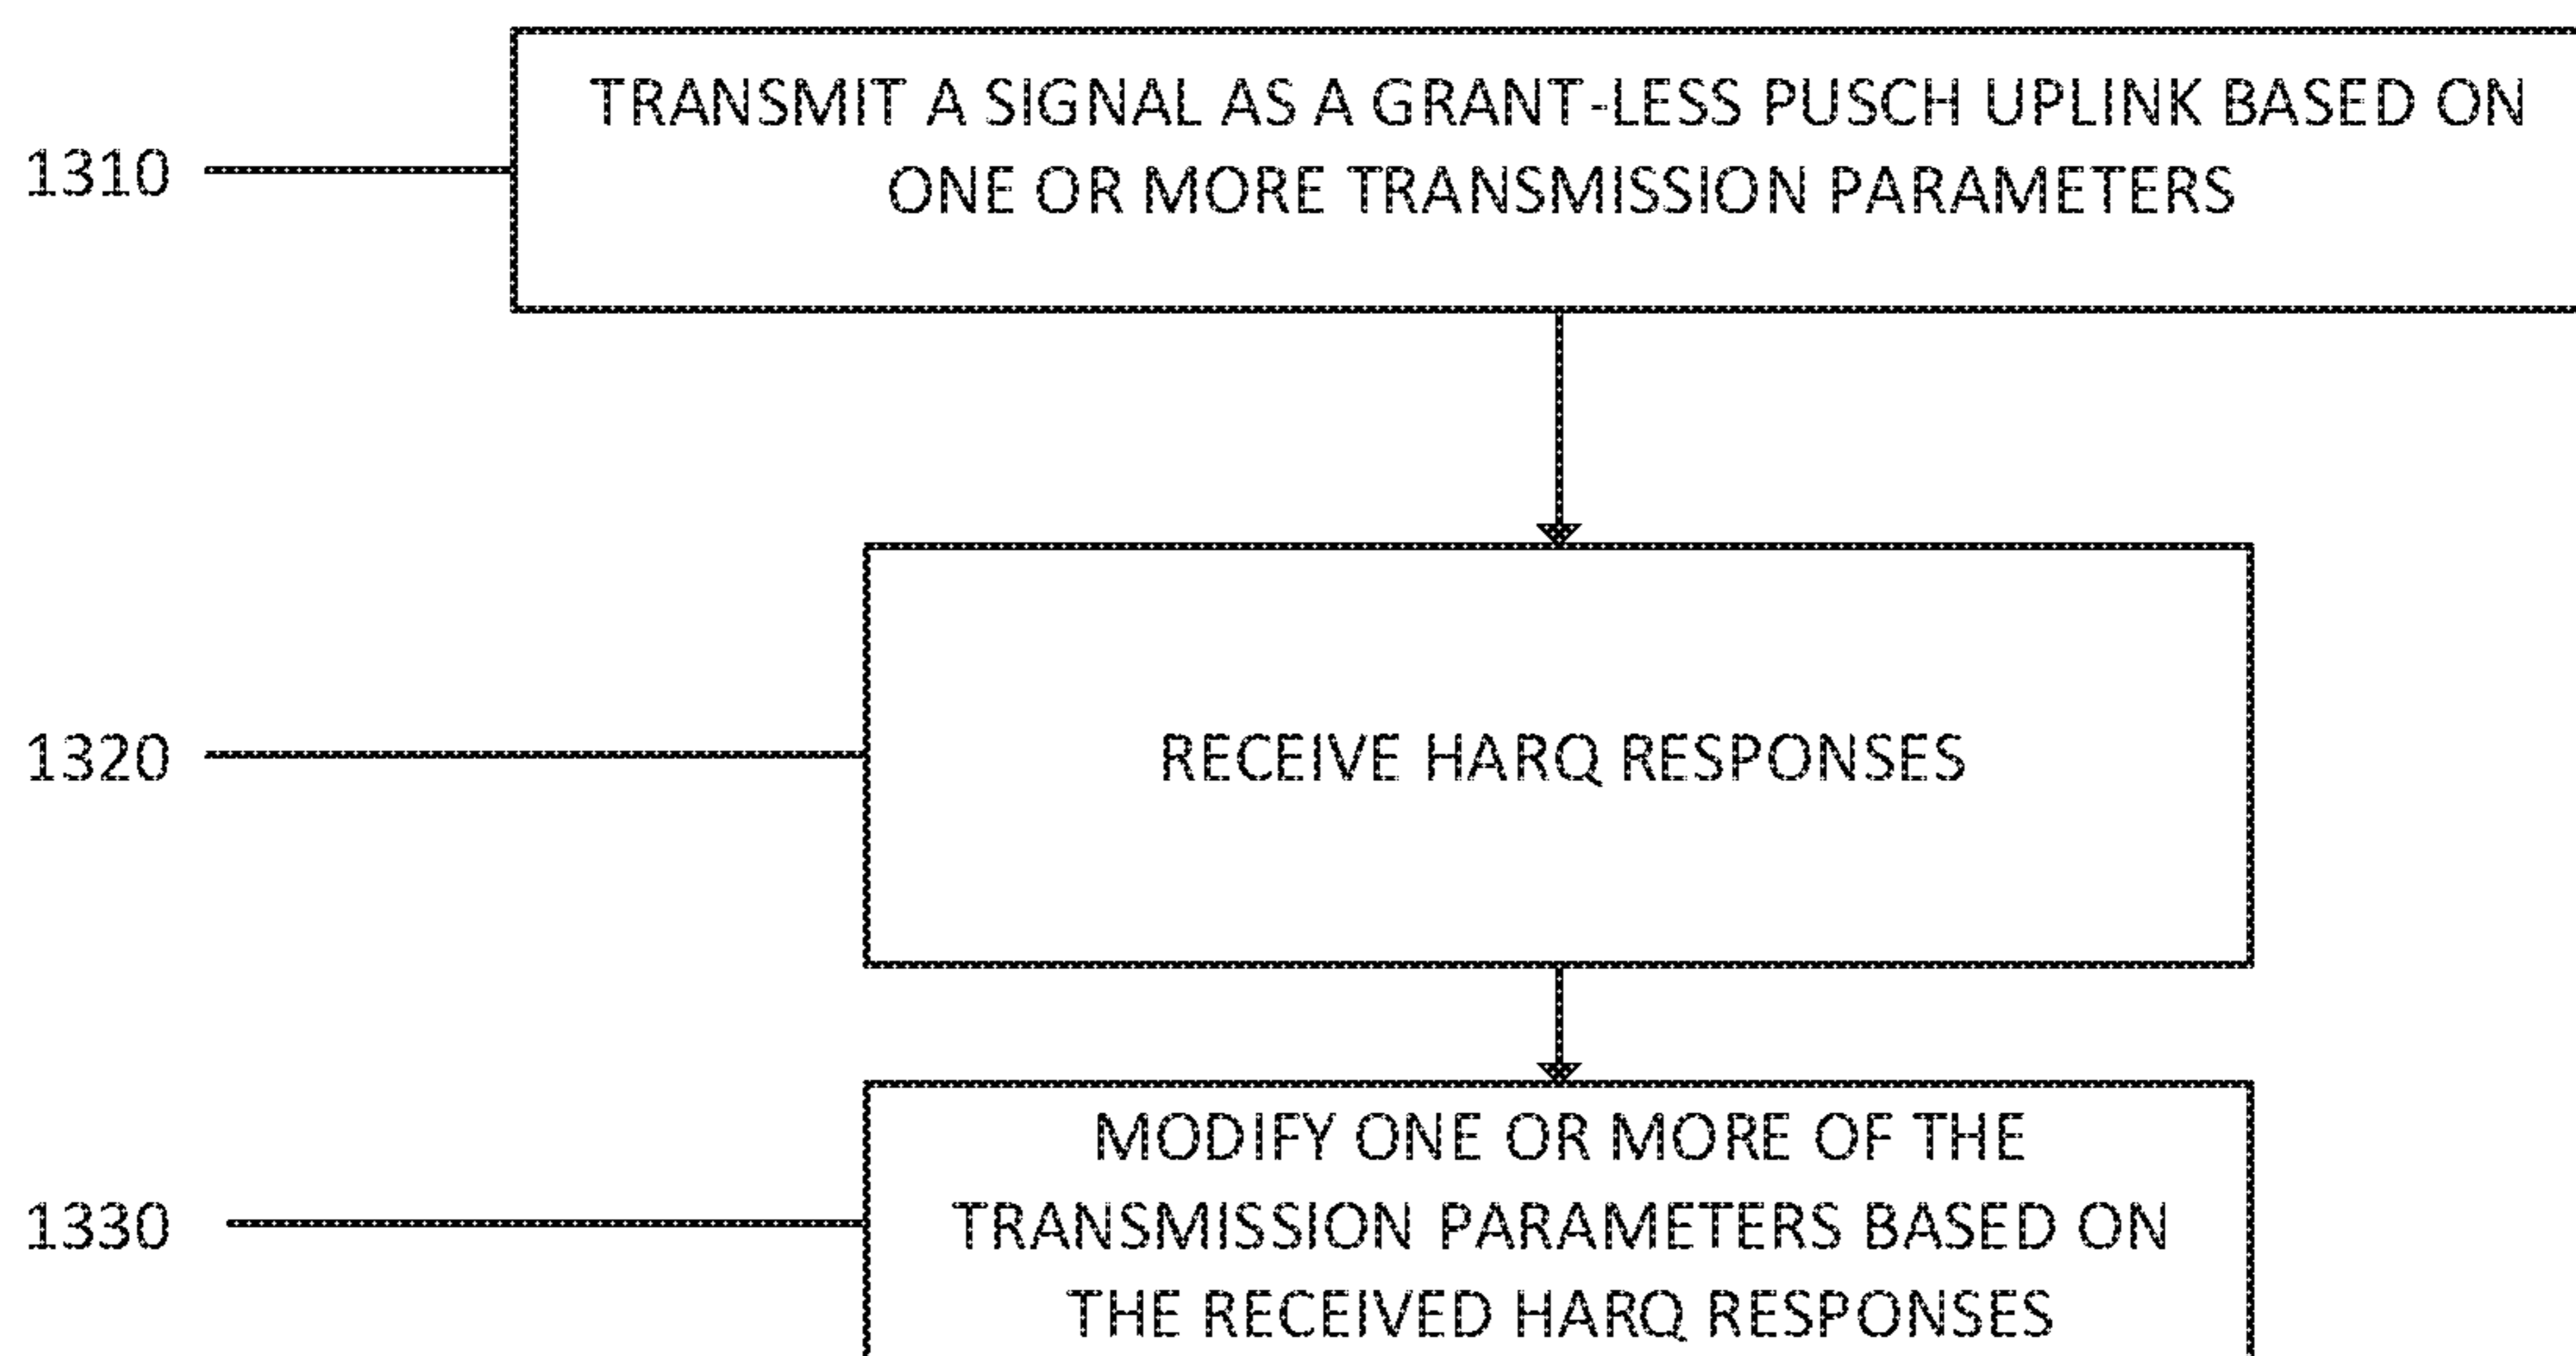 TRANSMIT A SIGNAL AS A GRANT-LESS PUSCH UPLINK BASED ON
ONE OR MORE TRANSMISSION PARAMETERS
1310
RECEIVE HARQ RESPONSES
1320
MODIFY ONE OR MORE OF THE
TRANSMISSION PARAMETERS BASED ON
THE RECEIVED HARQ RESPONSES
1330